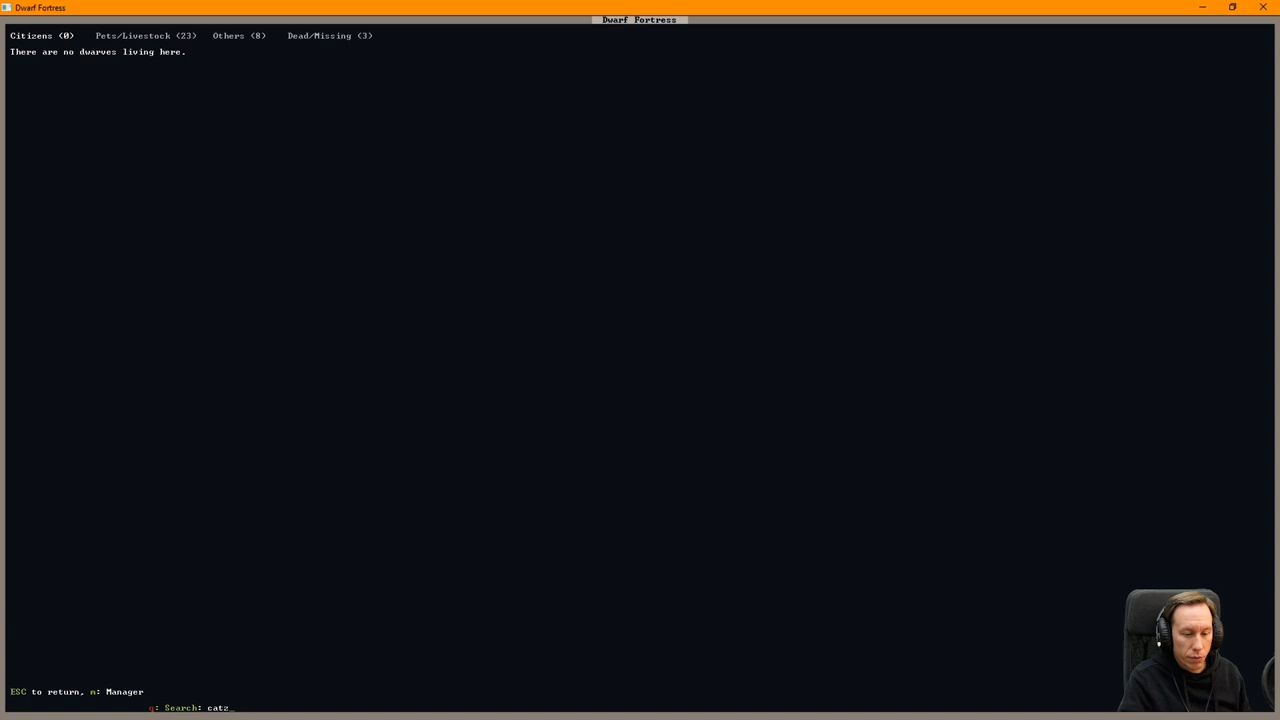 Dwarf Fortress
Dwarf Fortress
Citizens (0) Pets/Livestock (23) Others (8) Dead/Missing (3)
There are no dwarves living here.
ESC to return, m: Manager
q: Search: catz_